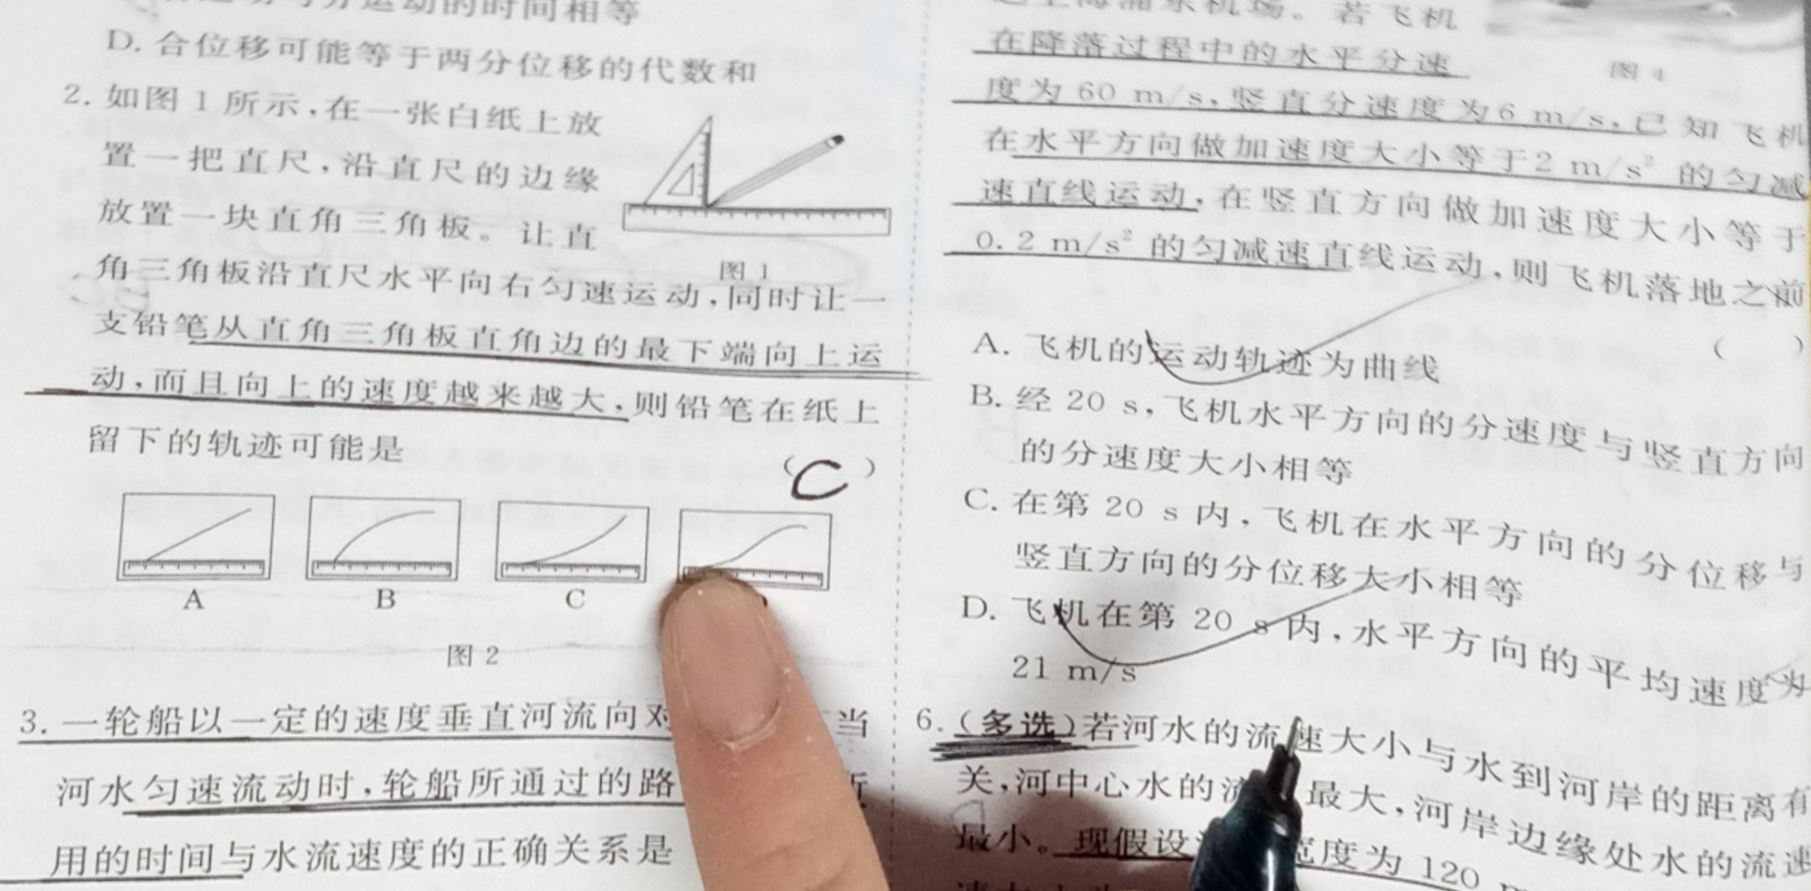 分运动的时间相等
D. 合位移可能等于两分位移的代数和
2. 如图 1 所示,在一张白纸上放
置一把直尺,沿直尺的边缘
放置一块直角三角板。让直
角三角板沿直尺水平向右匀速运动,同时让一
支铅笔从直角三角板直角边的最下端向上运
动,而且向上的速度越来越大,则铅笔在纸上
留下的轨迹可能是 ( C )
图 1
A B C
图 2
3. 一轮船以一定的速度垂直河流向对 当
河水匀速流动时,轮船所通过的路
用的时间与水流速度的正确关系是
机场。若飞机
在降落过程中的水平分速
图 4
度为 60 m/s,竖直分速度为 6 m/s,已知飞机
在水平方向做加速度大小等于 2 m/s² 的匀减
速直线运动,在竖直方向做加速度大小等于
0.2 m/s² 的匀减速直线运动,则飞机落地之前
( )
A. 飞机的运动轨迹为曲线
B. 经 20 s,飞机水平方向的分速度与竖直方向
的分速度大小相等
C. 在第 20 s 内,飞机在水平方向的分位移与
竖直方向的分位移大小相等
D. 飞机在第 20 s 内,水平方向的平均速度为
21 m/s
6. (多选)若河水的流速大小与水到河岸的距离有
关,河中心水的流 最大,河岸边缘处水的流速
最小。现假设 宽度为 120